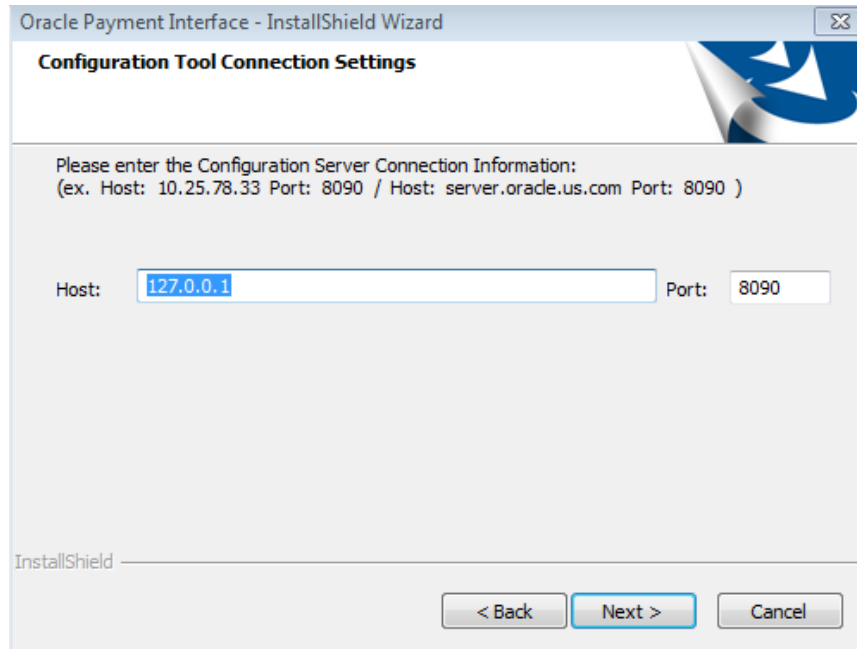 Oracle Payment Interface - InstallShield Wizard
Configuration Tool Connection Settings
Please enter the Configuration Server Connection Information:
(ex. Host: 10.25.78.33 Port: 8090 / Host: server.oracle.us.com Port: 8090 )
Host: 127.0.0.1 Port: 8090
InstallShield
< Back Next > Cancel